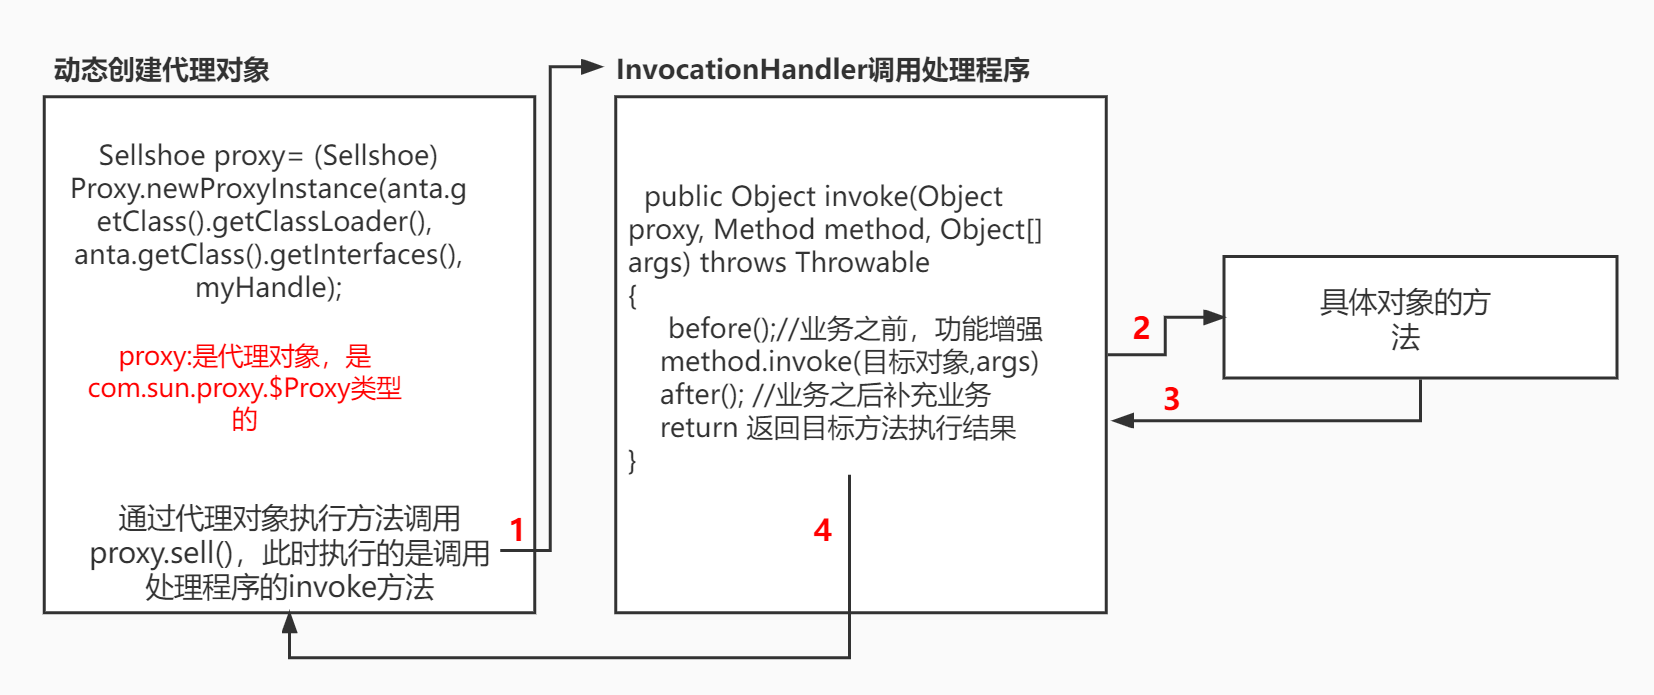 动态创建代理对象
Sellshoe proxy= (Sellshoe)
Proxy.newProxyInstance(anta.g
etClass().getClassLoader(),
anta.getClass().getInterfaces(),
myHandle);
proxy:是代理对象，是
com.sun.proxy.$Proxy类型
的
通过代理对象执行方法调用
proxy.sell()，此时执行的是调用
处理程序的invoke方法
1
InvocationHandler调用处理程序
public Object invoke(Object
proxy, Method method, Object[]
args) throws Throwable
{
before();//业务之前，功能增强
method.invoke(目标对象,args)
after(); //业务之后补充业务
return 返回目标方法执行结果
}
4
2
具体对象的方
法
3